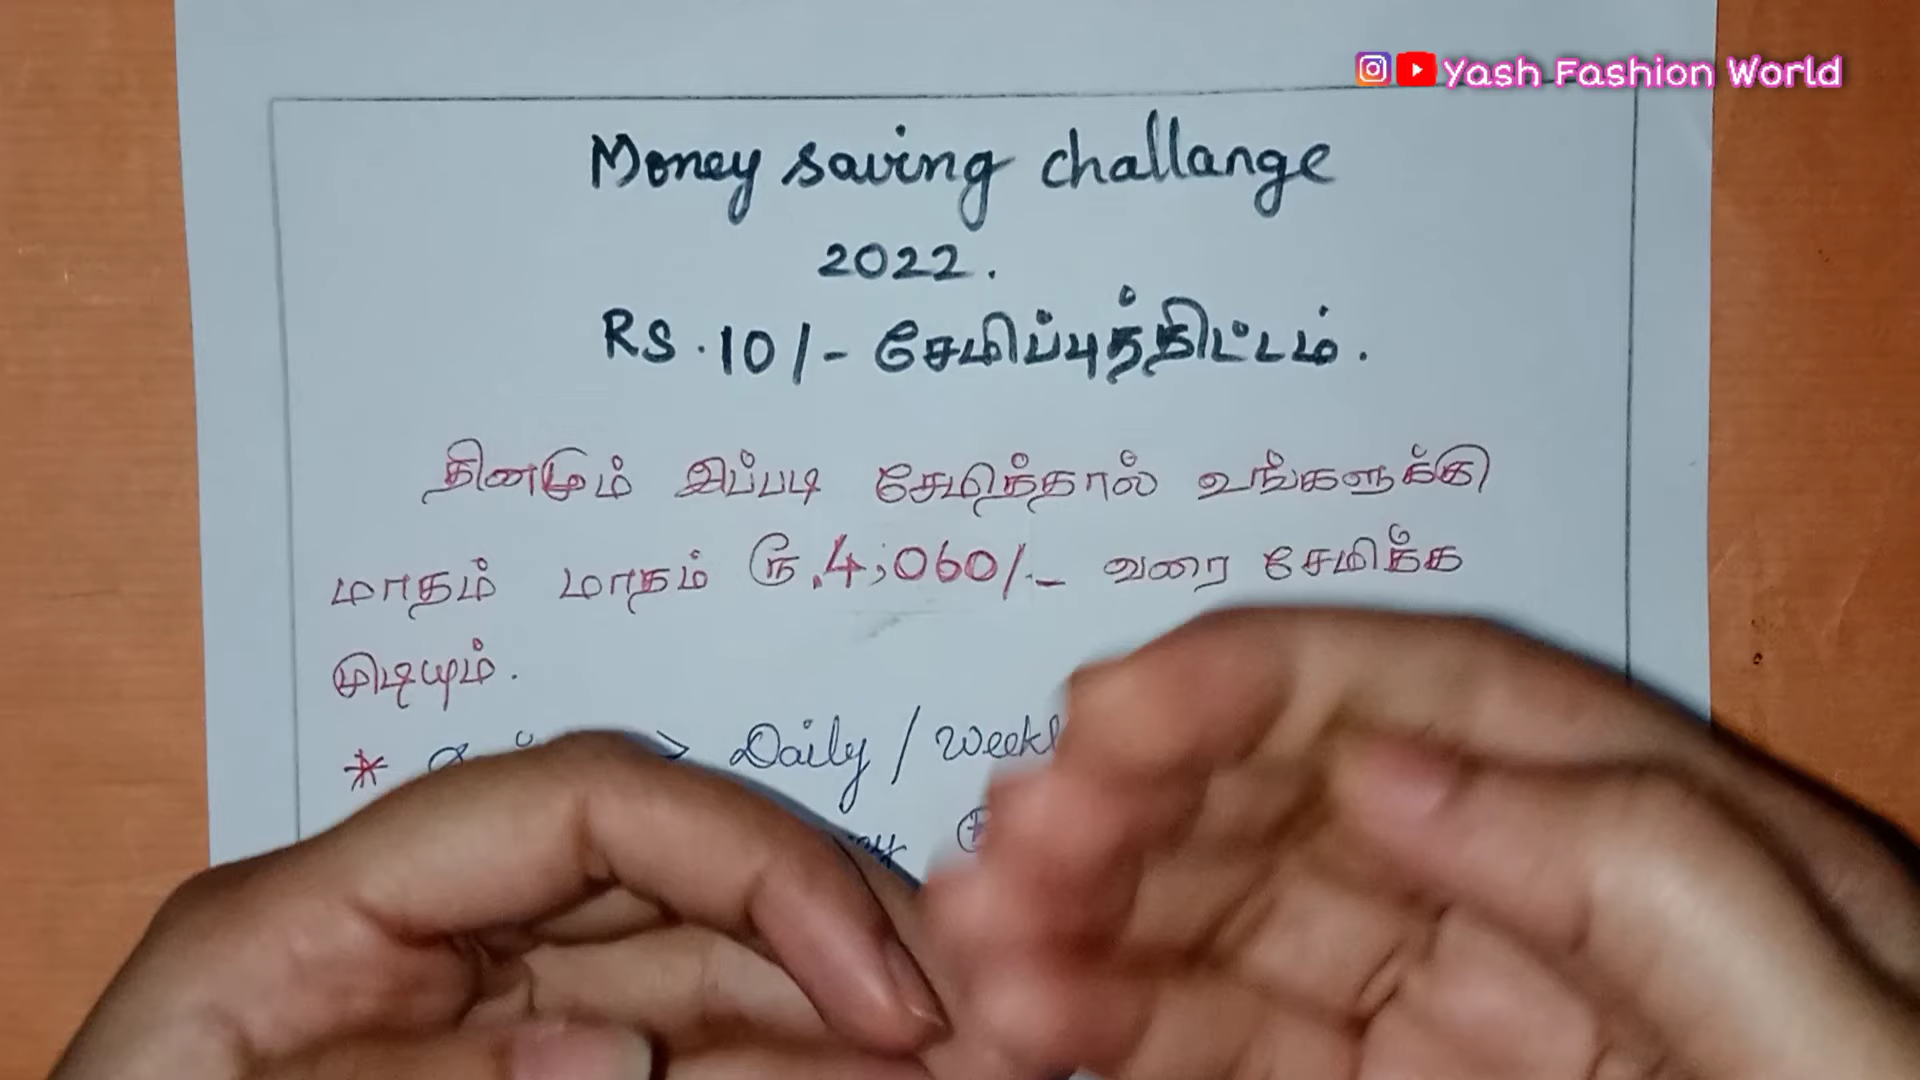 Yash Fashion World
Money saving challange
2022.
RS.10/- சேமிப்புத்திட்டம்.
தினமும் இப்படி சேமித்தால் உங்களுக்கு
மாதம் மாதம் ரூ.4,060/- வரை சேமிக்க
முடியும்.
* > Daily /